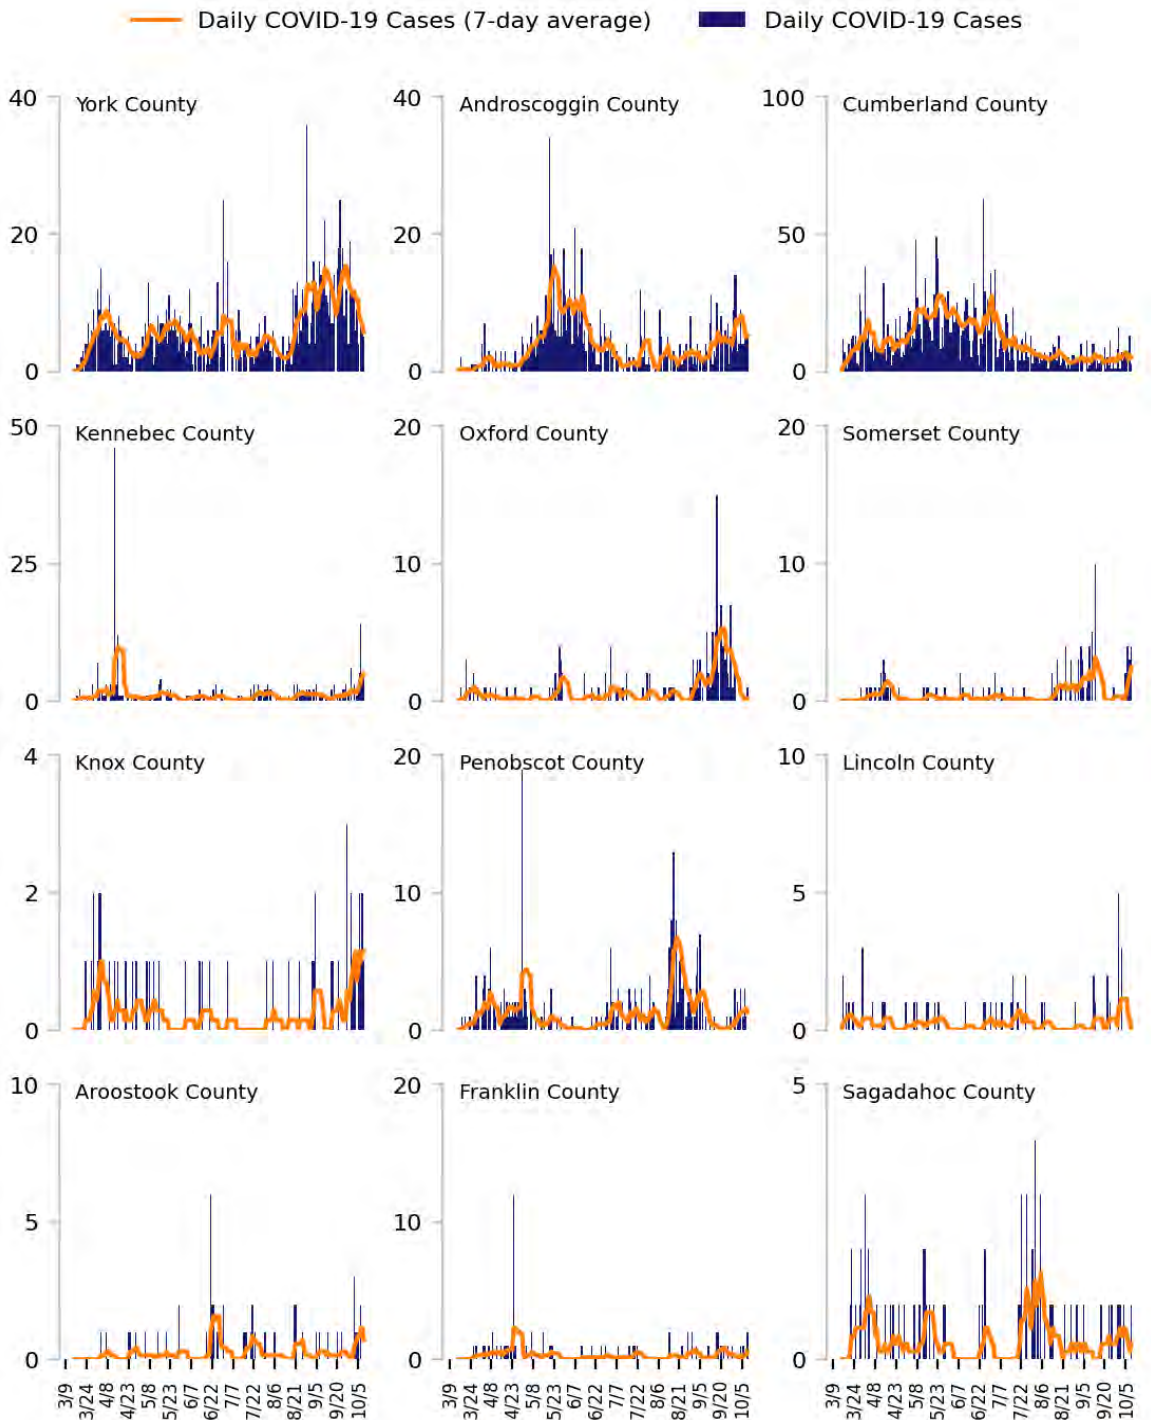 Daily COVID-19 Cases (7-day average) Daily COVID-19 Cases
40 York County 40 Androscoggin County 100 Cumberland County
20 20 50
0 0 0
50 Kennebec County 20 Oxford County 20 Somerset County
25 10 10
0 0 0
4 Knox County 20 Penobscot County 10 Lincoln County
2 10 5
0 0 0
10 Aroostook County 20 Franklin County 5 Sagadahoc County
5 10
0 0 0
3/9 3/24 4/8 4/23 5/8 5/23 6/7 6/22 7/7 7/22 8/6 8/21 9/5 9/20 10/5 3/9 3/24 4/8 4/23 5/8 5/23 6/7 6/22 7/7 7/22 8/6 8/21 9/5 9/20 10/5 3/9 3/24 4/8 4/23 5/8 5/23 6/7 6/22 7/7 7/22 8/6 8/21 9/5 9/20 10/5